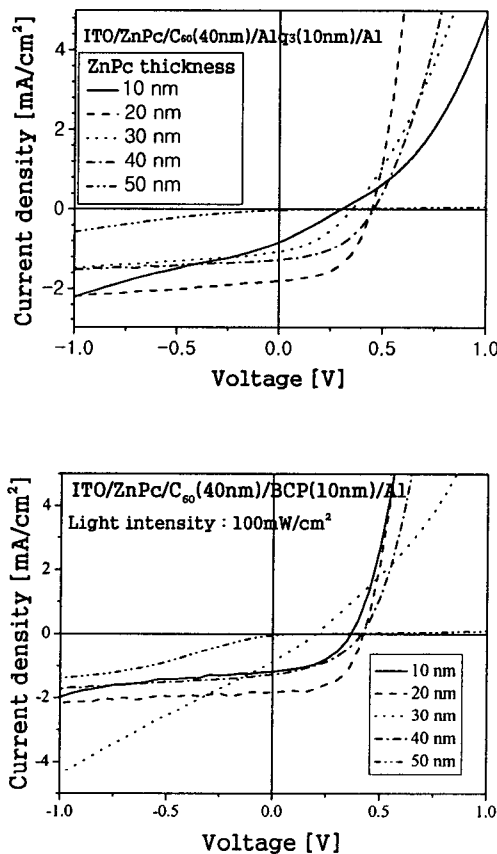 ITO/ZnPc/C₆₀(40nm)/Alq₃(10nm)/Al
ZnPc thickness
10 nm
20 nm
30 nm
40 nm
50 nm
Current density [mA/cm²]
4
2
0
-2
-1.0
-0.5
0.0
0.5
1.0
Voltage [V]
ITO/ZnPc/C₆₀(40nm)/BCP(10nm)/Al
Light intensity : 100mW/cm²
Current density [mA/cm²]
4
2
0
-2
-4
10 nm
20 nm
30 nm
40 nm
50 nm
-1.0
-0.5
0.0
0.5
1.0
Voltage [V]